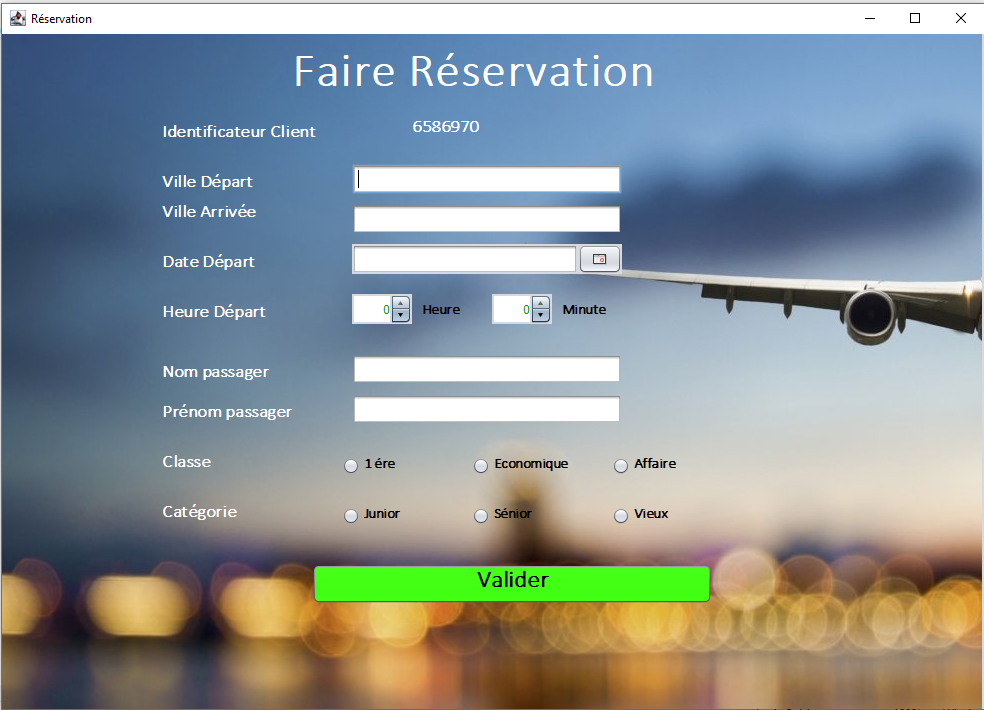 Réservation
Faire Réservation
Identificateur Client 6586970
Ville Départ
Ville Arrivée
Date Départ
Heure Départ 0 Heure 0 Minute
Nom passager
Prénom passager
Classe 1 ére Economique Affaire
Catégorie Junior Sénior Vieux
Valider